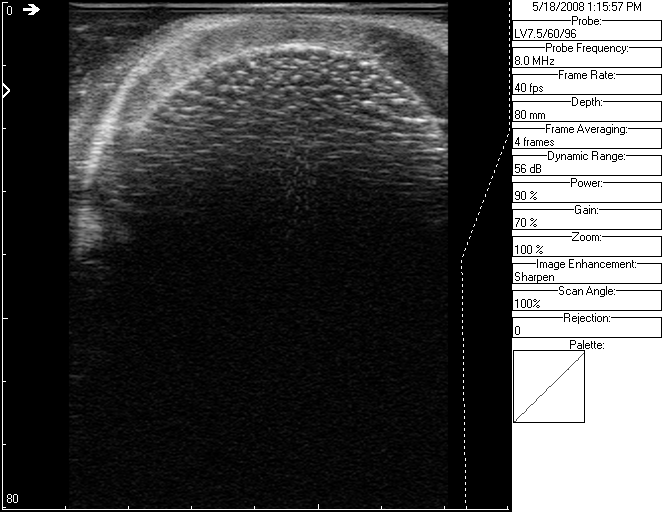 0
80
5/18/2008 1:15:57 PM
Probe:
LV7.5/60/96
Probe Frequency:
8.0 MHz
Frame Rate:
40 fps
Depth:
80 mm
Frame Averaging:
4 frames
Dynamic Range:
56 dB
Power:
90 %
Gain:
70 %
Zoom:
100 %
Image Enhancement:
Sharpen
Scan Angle:
100%
Rejection:
0
Palette: